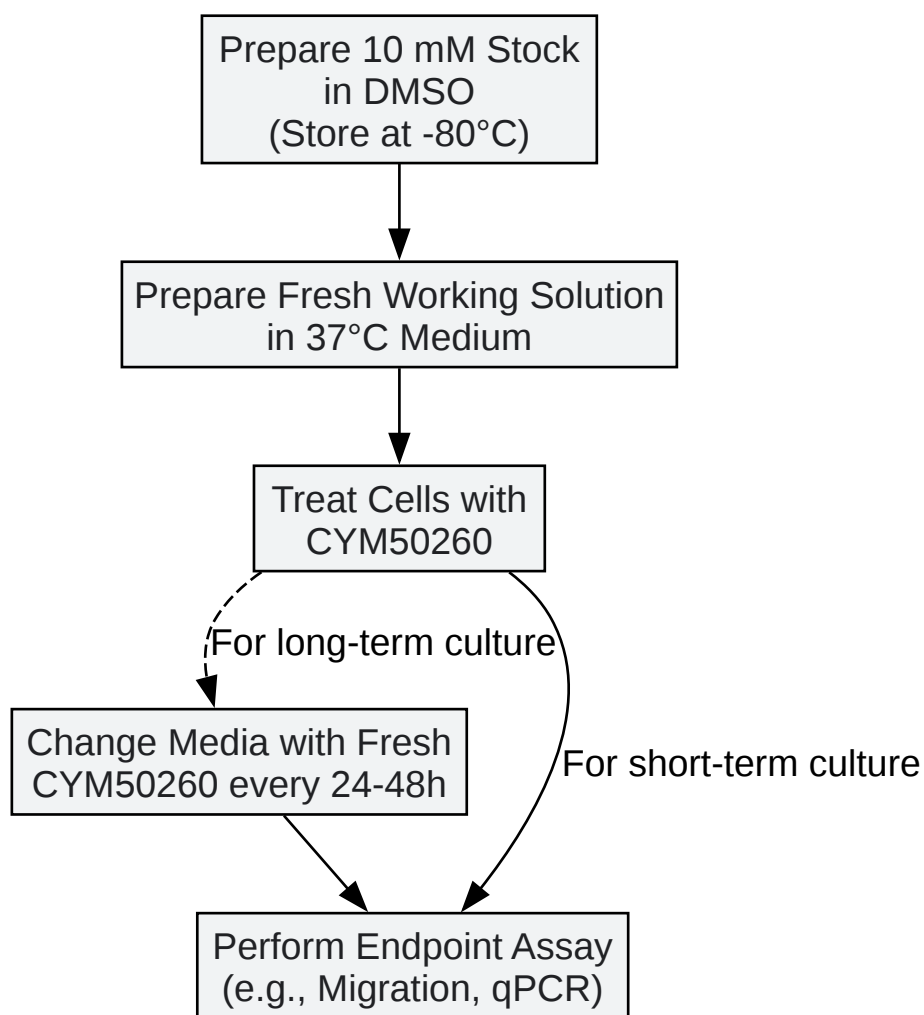 Prepare 10 mM Stock
in DMSO
(Store at -80°C)
Prepare Fresh Working Solution
in 37°C Medium
Treat Cells with
CYM50260
For long-term culture
Change Media with Fresh
CYM50260 every 24-48h
For short-term culture
Perform Endpoint Assay
(e.g., Migration, qPCR)